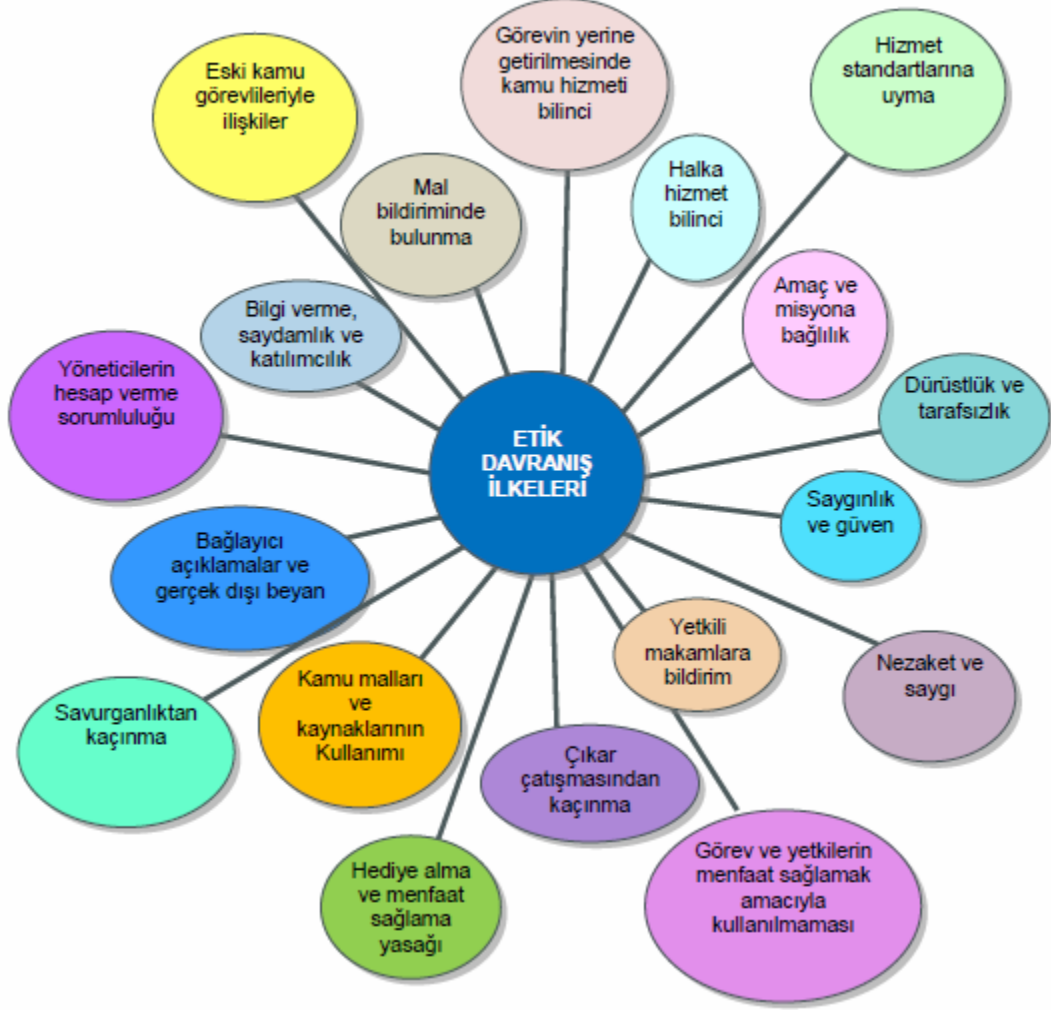 Görevin yerine
getirilmesinde
kamu hizmeti
bilinci
Hizmet
standartlarına
uyma
Eski kamu
görevlileriyle
ilişkiler
Halka
hizmet
bilinci
Mal
bildiriminde
bulunma
Amaç ve
misyona
bağlılık
Bilgi verme,
saydamlık ve
katılımcılık
Yöneticilerin
hesap verme
sorumluluğu
Dürüstlük ve
tarafsızlık
ETİK
DAVRANIŞ
İLKELERİ
Saygınlık
ve güven
Bağlayıcı
açıklamalar ve
gerçek dışı beyan
Yetkili
makamlara
bildirim
Nezaket ve
saygı
Kamu malları
ve
kaynaklarının
Kullanımı
Savurganlıktan
kaçınma
Çıkar
çatışmasından
kaçınma
Görev ve yetkilerin
menfaat sağlamak
amacıyla
kullanılmaması
Hediye alma
ve menfaat
sağlama
yasağı